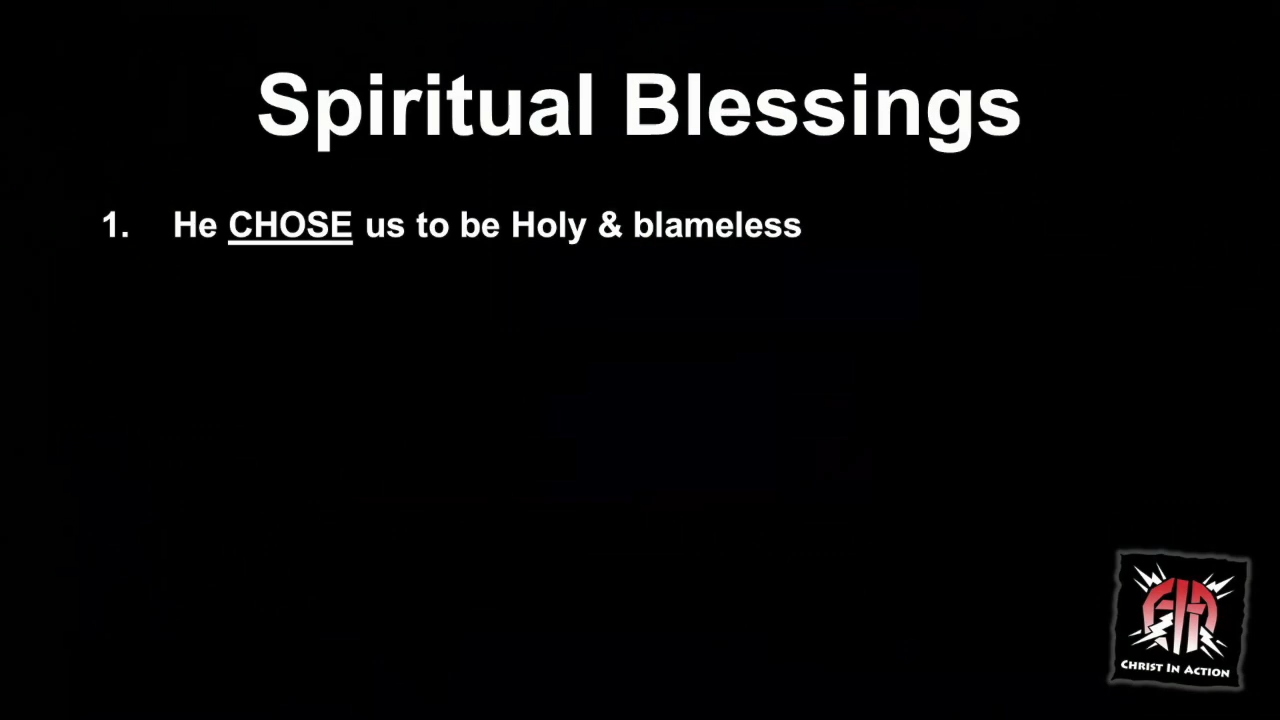 Spiritual Blessings
1. He CHOSE us to be Holy & blameless
CHRIST IN ACTION